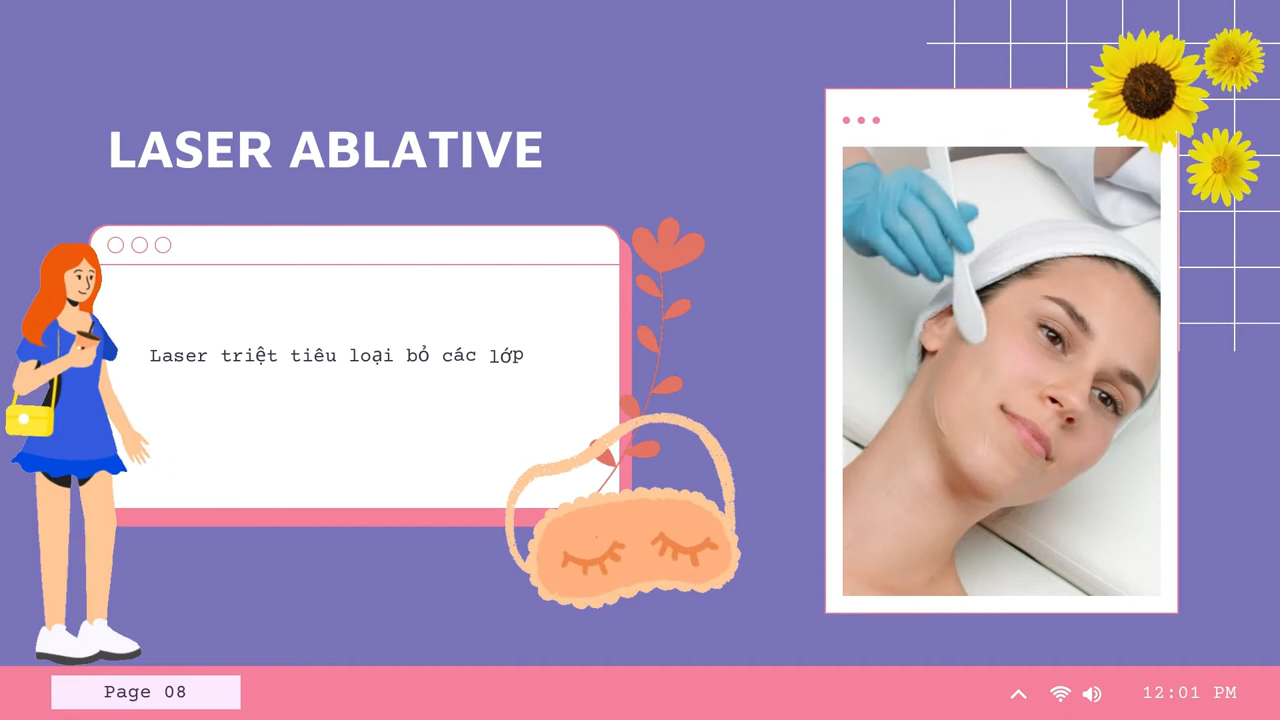 LASER ABLATIVE
Laser triệt tiêu loại bỏ các lớp
Page 08
12:01 PM